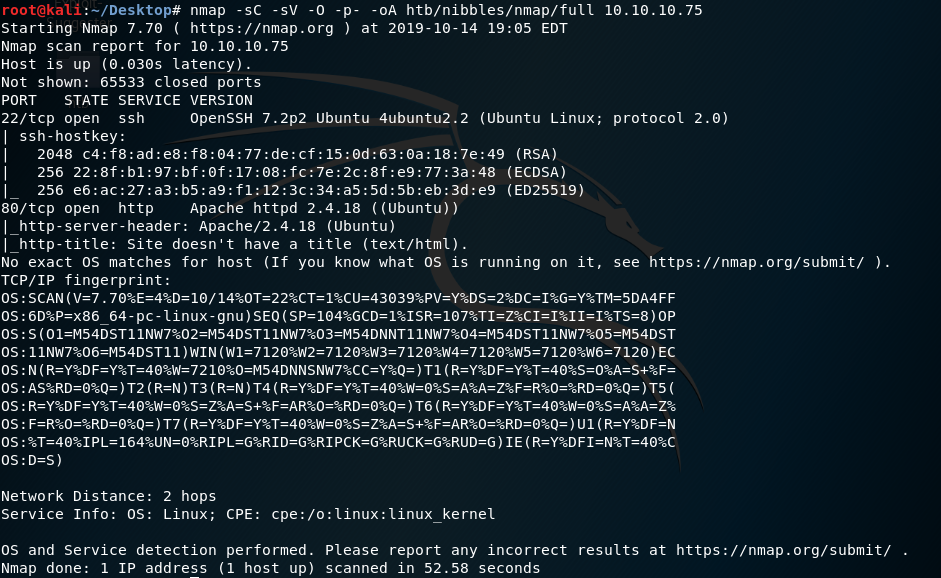 root@kali:~/Desktop# nmap -sC -sV -O -p- -oA htb/nibbles/nmap/full 10.10.10.75
Starting Nmap 7.70 ( https://nmap.org ) at 2019-10-14 19:05 EDT
Nmap scan report for 10.10.10.75
Host is up (0.030s latency).
Not shown: 65533 closed ports
PORT   STATE SERVICE VERSION
22/tcp open  ssh     OpenSSH 7.2p2 Ubuntu 4ubuntu2.2 (Ubuntu Linux; protocol 2.0)
| ssh-hostkey:
|   2048 c4:f8:ad:e8:f8:04:77:de:cf:15:0d:63:0a:18:7e:49 (RSA)
|   256 22:8f:b1:97:bf:0f:17:08:fc:7e:2c:8f:e9:77:3a:48 (ECDSA)
|_  256 e6:ac:27:a3:b5:a9:f1:12:3c:34:a5:5d:5b:eb:3d:e9 (ED25519)
80/tcp open  http    Apache httpd 2.4.18 ((Ubuntu))
|_http-server-header: Apache/2.4.18 (Ubuntu)
|_http-title: Site doesn't have a title (text/html).
No exact OS matches for host (If you know what OS is running on it, see https://nmap.org/submit/ ).
TCP/IP fingerprint:
OS:SCAN(V=7.70%E=4%D=10/14%OT=22%CT=1%CU=43039%PV=Y%DS=2%DC=I%G=Y%TM=5DA4FF
OS:6D%P=x86_64-pc-linux-gnu)SEQ(SP=104%GCD=1%ISR=107%TI=Z%CI=I%II=I%TS=8)OP
OS:S(O1=M54DST11NW7%O2=M54DST11NW7%O3=M54DNNT11NW7%O4=M54DST11NW7%O5=M54DST
OS:11NW7%O6=M54DST11)WIN(W1=7120%W2=7120%W3=7120%W4=7120%W5=7120%W6=7120)EC
OS:N(R=Y%DF=Y%T=40%W=7210%O=M54DNNSNW7%CC=Y%Q=)T1(R=Y%DF=Y%T=40%S=O%A=S+%F=
OS:AS%RD=0%Q=)T2(R=N)T3(R=N)T4(R=Y%DF=Y%T=40%W=0%S=A%A=Z%F=R%O=%RD=0%Q=)T5(
OS:R=Y%DF=Y%T=40%W=0%S=Z%A=S+%F=AR%O=%RD=0%Q=)T6(R=Y%DF=Y%T=40%W=0%S=A%A=Z%
OS:F=R%O=%RD=0%Q=)T7(R=Y%DF=Y%T=40%W=0%S=Z%A=S+%F=AR%O=%RD=0%Q=)U1(R=Y%DF=N
OS:%T=40%IPL=164%UN=0%RIPL=G%RID=G%RIPCK=G%RUCK=G%RUD=G)IE(R=Y%DFI=N%T=40%C
OS:D=S)
Network Distance: 2 hops
Service Info: OS: Linux; CPE: cpe:/o:linux:linux_kernel
OS and Service detection performed. Please report any incorrect results at https://nmap.org/submit/ .
Nmap done: 1 IP address (1 host up) scanned in 52.58 seconds